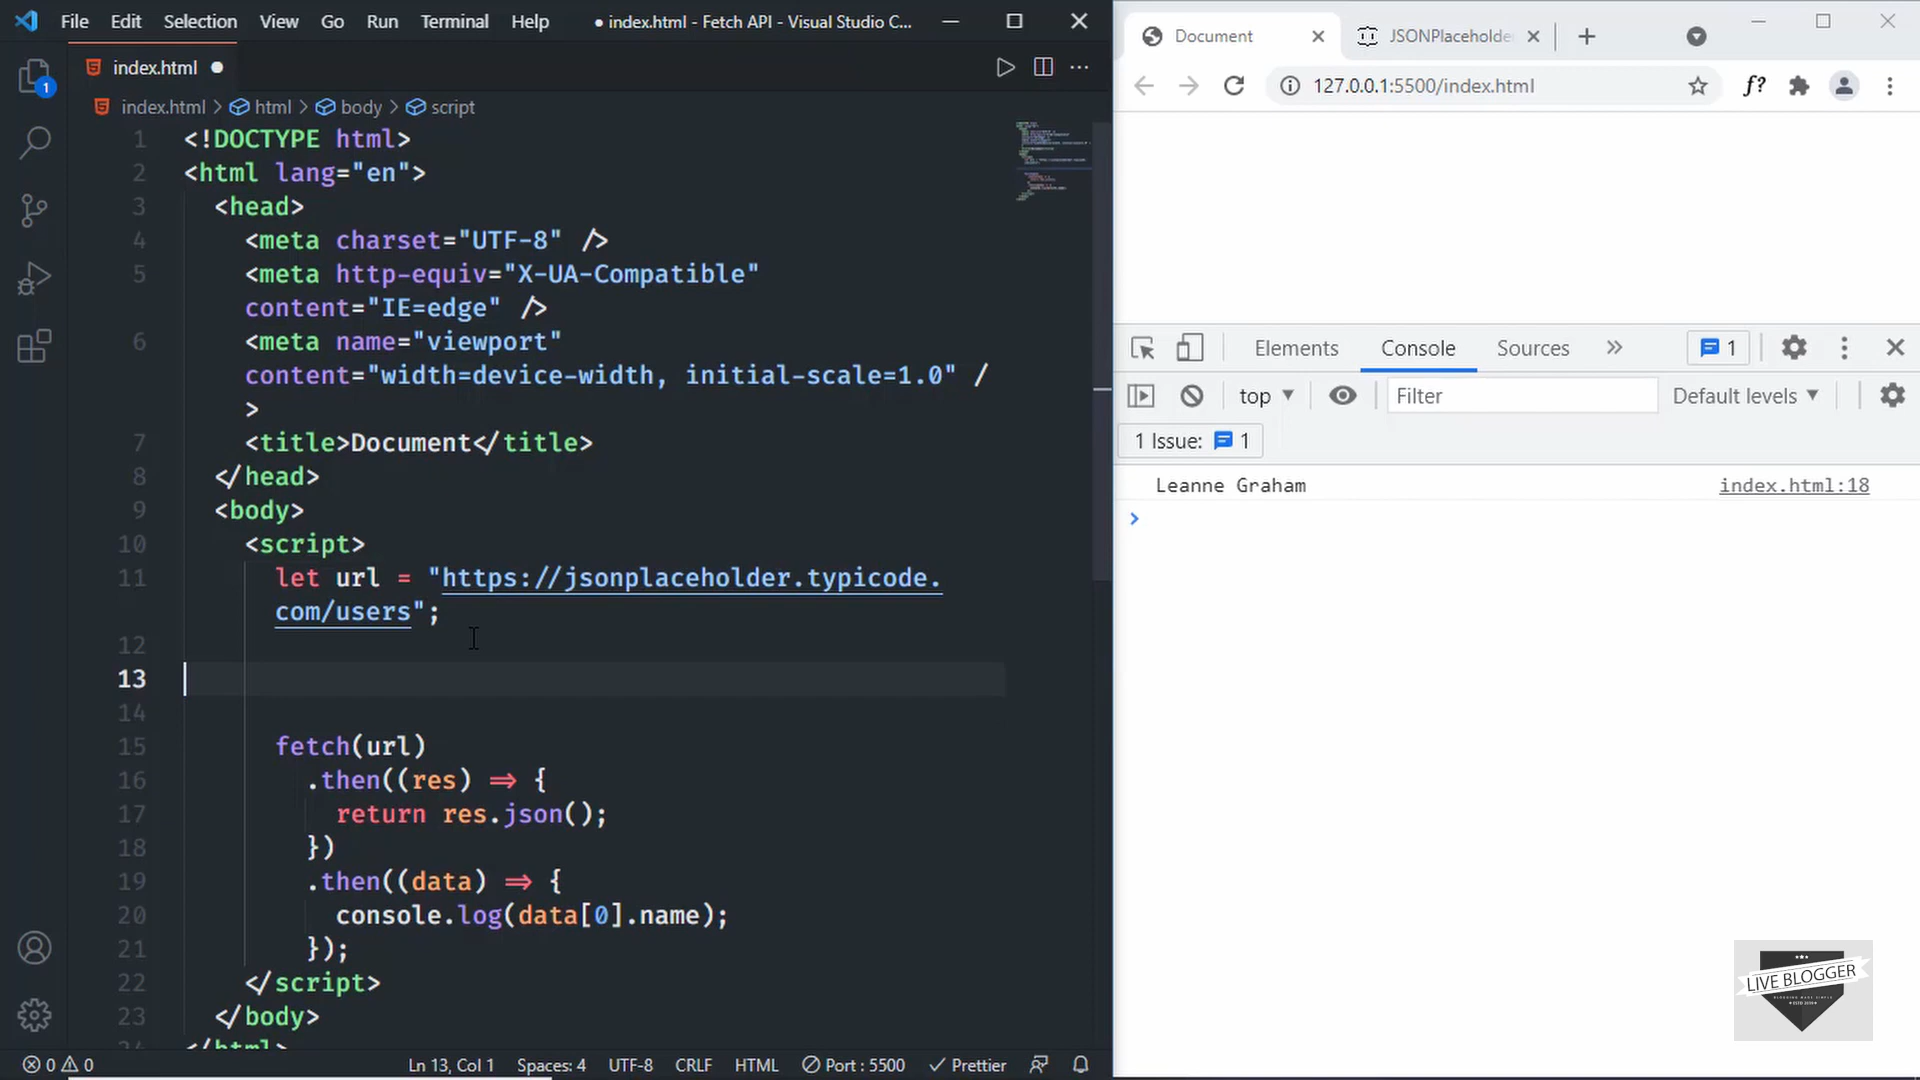 File Edit Selection View Go Run Terminal Help ● index.html - Fetch API - Visual Studio C...
index.html
index.html > html > body > script
1 <!DOCTYPE html>
2 <html lang="en">
3 <head>
4 <meta charset="UTF-8" />
5 <meta http-equiv="X-UA-Compatible"
content="IE=edge" />
6 <meta name="viewport"
content="width=device-width, initial-scale=1.0" /
>
7 <title>Document</title>
8 </head>
9 <body>
10 <script>
11 let url = "https://jsonplaceholder.typicode.
com/users";
12
13
14
15 fetch(url)
16 .then((res) => {
17 return res.json();
18 })
19 .then((data) => {
20 console.log(data[0].name);
21 });
22 </script>
23 </body>
24 </html>
0 0 Ln 13, Col 1 Spaces: 4 UTF-8 CRLF HTML Port : 5500 Prettier
1
Document JSONPlaceholde
127.0.0.1:5500/index.html f?
Elements Console Sources 1
top Filter Default levels
1 Issue: 1
Leanne Graham index.html:18
LIVE BLOGGER